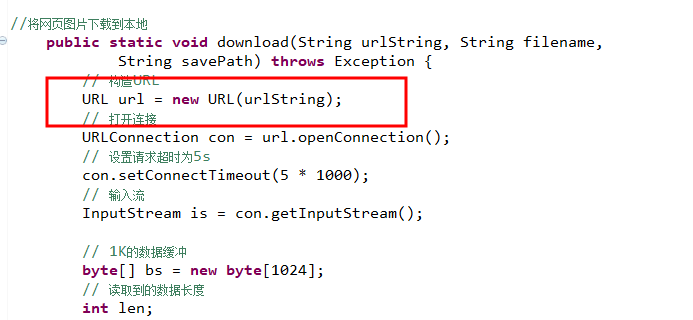 //将网页图片下载到本地
public static void download(String urlString, String filename,
String savePath) throws Exception {
// 构造URL
URL url = new URL(urlString);
// 打开连接
URLConnection con = url.openConnection();
// 设置请求超时为5s
con.setConnectTimeout(5 * 1000);
// 输入流
InputStream is = con.getInputStream();
// 1K的数据缓冲
byte[] bs = new byte[1024];
// 读取到的数据长度
int len;